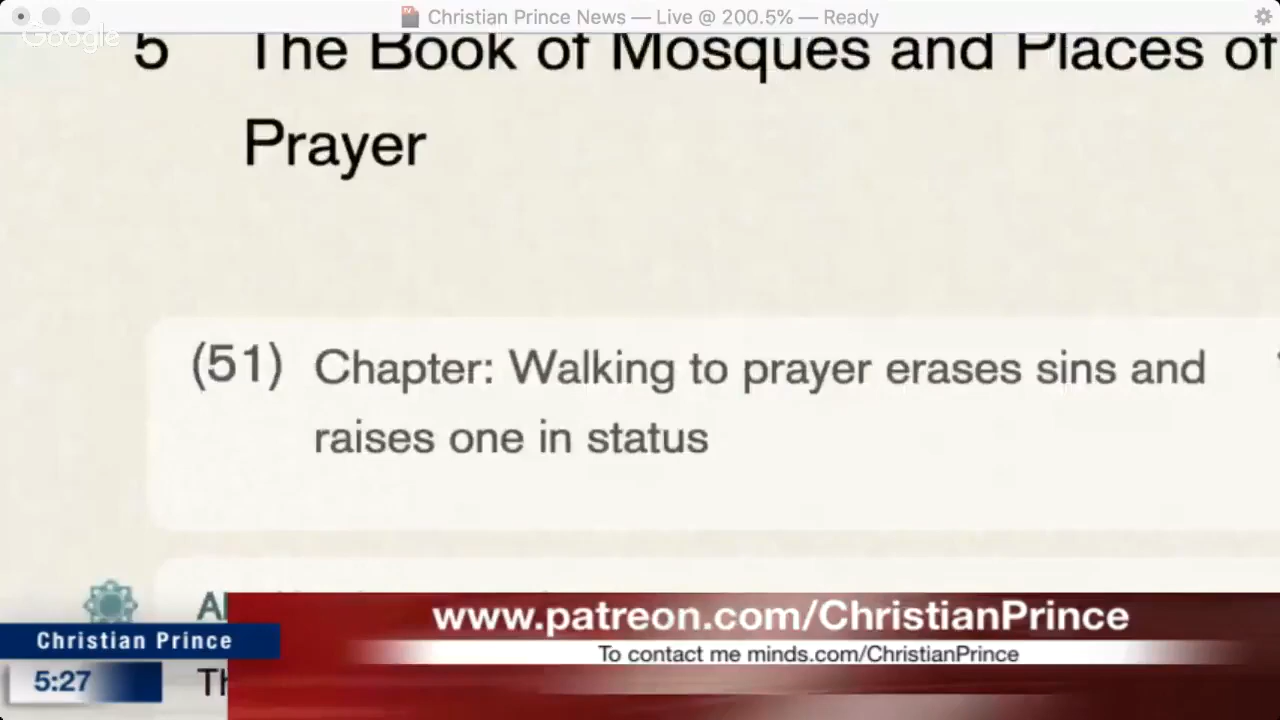 Christian Prince News — Live @ 200.5% — Ready
Google
5 The Book of Mosques and Places of
Prayer
(51) Chapter: Walking to prayer erases sins and
raises one in status
www.patreon.com/ChristianPrince
To contact me minds.com/ChristianPrince
Christian Prince
5:27